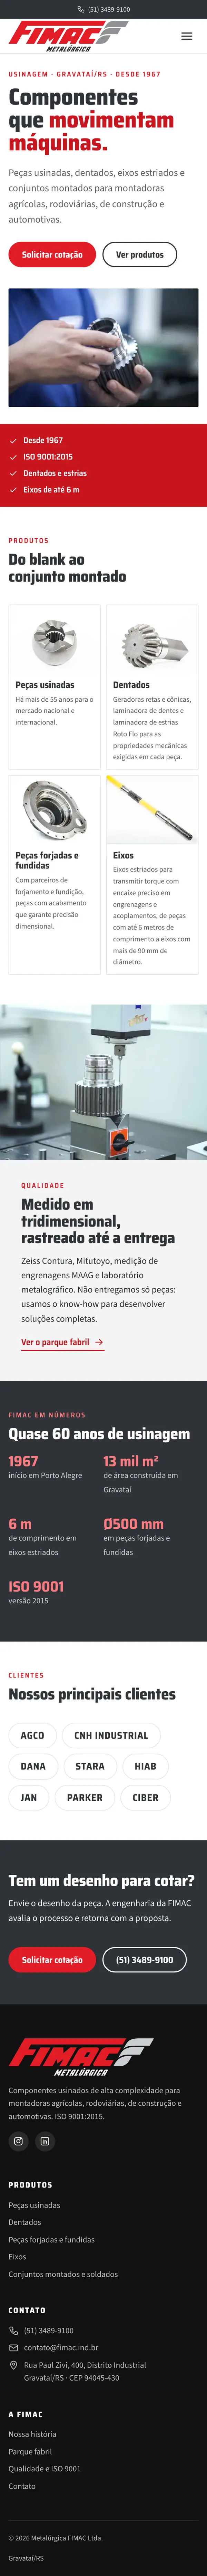 (51) 3489-9100
FIMAC
METALÚRGICA
USINAGEM · GRAVATAÍ/RS · DESDE 1967
Componentes
que movimentam
máquinas.
Peças usinadas, dentados, eixos estriados e
conjuntos montados para montadoras
agrícolas, rodoviárias, de construção e
automotivas.
Solicitar cotação
Ver produtos
Desde 1967
ISO 9001:2015
Dentados e estrias
Eixos de até 6 m
PRODUTOS
Do blank ao
conjunto montado
Peças usinadas
Há mais de 55 anos para o
mercado nacional e
internacional.
Dentados
Geradoras retas e cônicas,
laminadora de dentes e
laminadora de estrias
Roto Flo para as
propriedades mecânicas
exigidas em cada peça.
Peças forjadas e
fundidas
Com parceiros de
forjamento e fundição,
peças com acabamento
que garante precisão
dimensional.
Eixos
Eixos estriados para
transmitir torque com
encaixe preciso em
engrenagens e
acoplamentos, de peças
com até 6 metros de
comprimento a eixos com
mais de 90 mm de
diâmetro.
QUALIDADE
Medido em
tridimensional,
rastreado até a entrega
Zeiss Contura, Mitutoyo, medição de
engrenagens MAAG e laboratório
metalográfico. Não entregamos só peças:
usamos o know-how para desenvolver
soluções completas.
Ver o parque fabril
FIMAC EM NÚMEROS
Quase 60 anos de usinagem
1967
início em Porto Alegre
13 mil m²
de área construída em
Gravataí
6 m
de comprimento em
eixos estriados
Ø500 mm
em peças forjadas e
fundidas
ISO 9001
versão 2015
CLIENTES
Nossos principais clientes
AGCO
CNH INDUSTRIAL
DANA
STARA
HIAB
JAN
PARKER
CIBER
Tem um desenho para cotar?
Envie o desenho da peça. A engenharia da FIMAC
avalia o processo e retorna com a proposta.
Solicitar cotação
(51) 3489-9100
FIMAC
METALÚRGICA
Componentes usinados de alta complexidade para
montadoras agrícolas, rodoviárias, de construção e
automotivas. ISO 9001:2015.
PRODUTOS
Peças usinadas
Dentados
Peças forjadas e fundidas
Eixos
Conjuntos montados e soldados
CONTATO
(51) 3489-9100
contato@fimac.ind.br
Rua Paul Zivi, 400, Distrito Industrial
Gravataí/RS · CEP 94045-430
A FIMAC
Nossa história
Parque fabril
Qualidade e ISO 9001
Contato
© 2026 Metalúrgica FIMAC Ltda.
Gravataí/RS